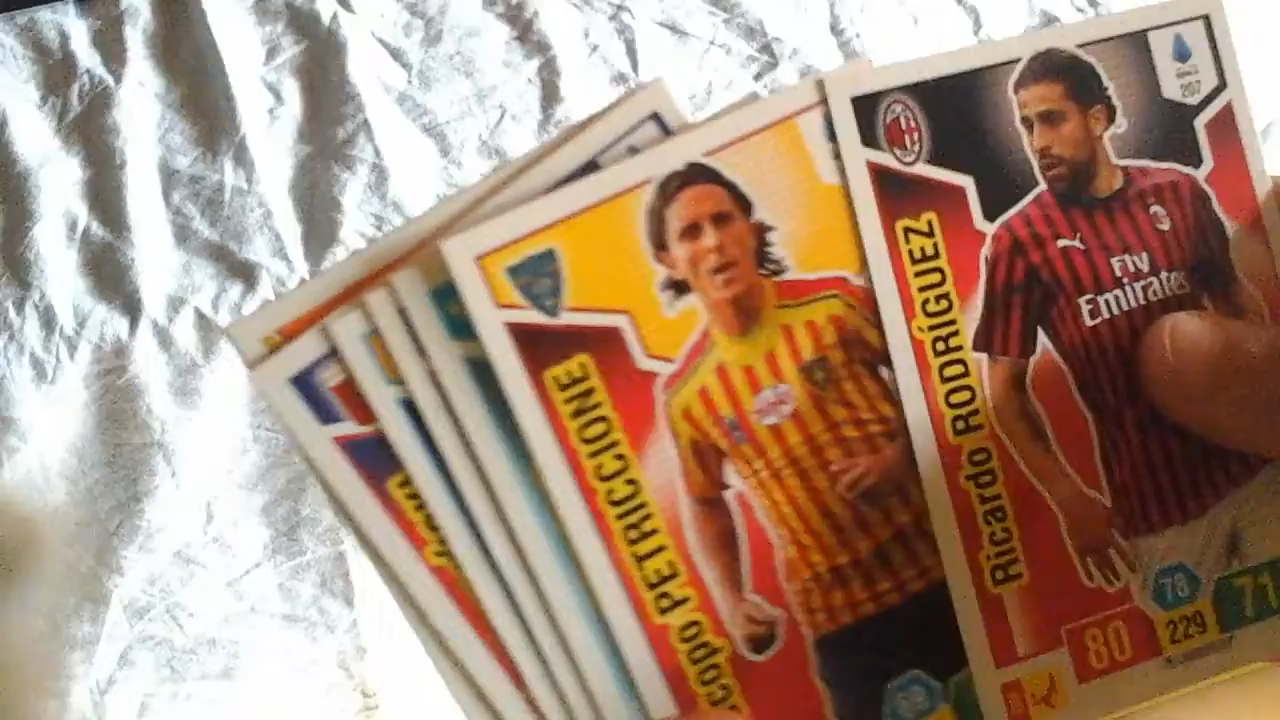 207
Ricardo RODRÍGUEZ
Fly
Emirates
78
80
229
71
copo PETRICCIONE